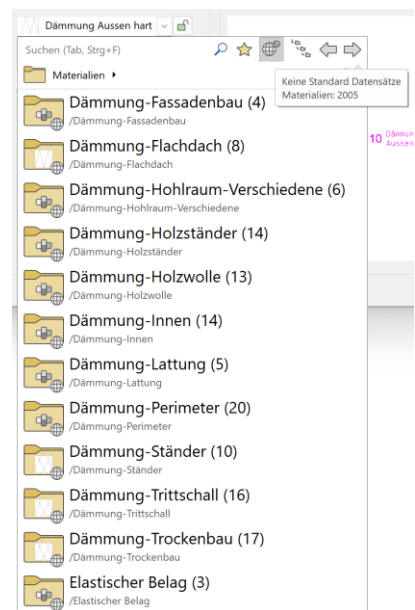 Dämmung Aussen hart
Suchen (Tab, Strg+F)
Materialien
Keine Standard Datensätze
Materialien: 2005
10 Dämmun
Aussen
Dämmung-Fassadenbau (4)
/Dämmung-Fassadenbau
Dämmung-Flachdach (8)
/Dämmung-Flachdach
Dämmung-Hohlraum-Verschiedene (6)
/Dämmung-Hohlraum-Verschiedene
Dämmung-Holzständer (14)
/Dämmung-Holzständer
Dämmung-Holzwolle (13)
/Dämmung-Holzwolle
Dämmung-Innen (14)
/Dämmung-Innen
Dämmung-Lattung (5)
/Dämmung-Lattung
Dämmung-Perimeter (20)
/Dämmung-Perimeter
Dämmung-Ständer (10)
/Dämmung-Ständer
Dämmung-Trittschall (16)
/Dämmung-Trittschall
Dämmung-Trockenbau (17)
/Dämmung-Trockenbau
Elastischer Belag (3)
/Elastischer Belag